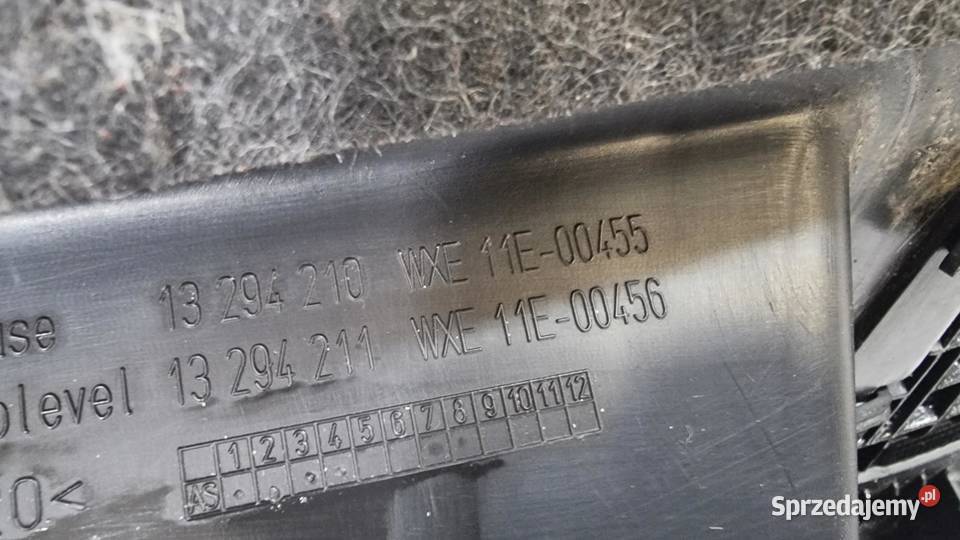 13 294 210 WXE 11E-00455
13 294 211 WXE 11E-00456
1 2 3 4 5 6 7 8 9 10 11 12
AS
Sprzedajemy.pl